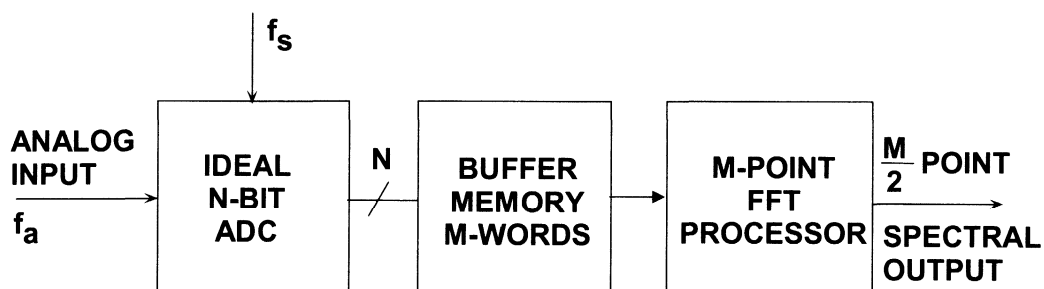 fs
ANALOG
INPUT
fa
IDEAL
N-BIT
ADC
N
BUFFER
MEMORY
M-WORDS
M-POINT
FFT
PROCESSOR
M/2 POINT
SPECTRAL
OUTPUT